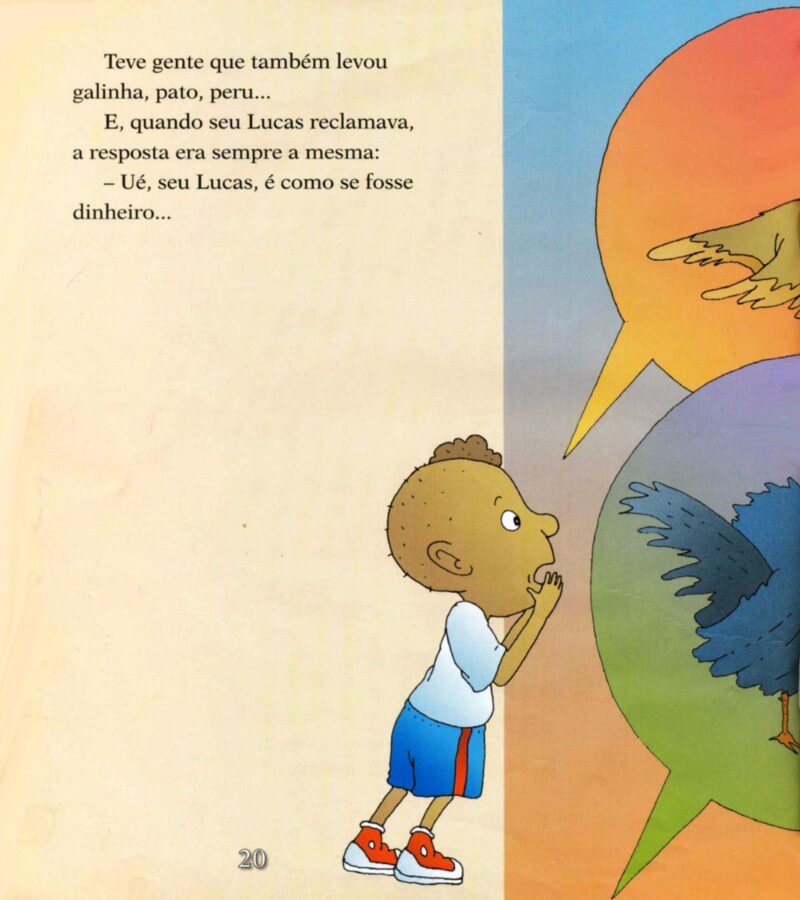 Teve gente que também levou
galinha, pato, peru...
E, quando seu Lucas reclamava,
a resposta era sempre a mesma:
– Ué, seu Lucas, é como se fosse
dinheiro...
20